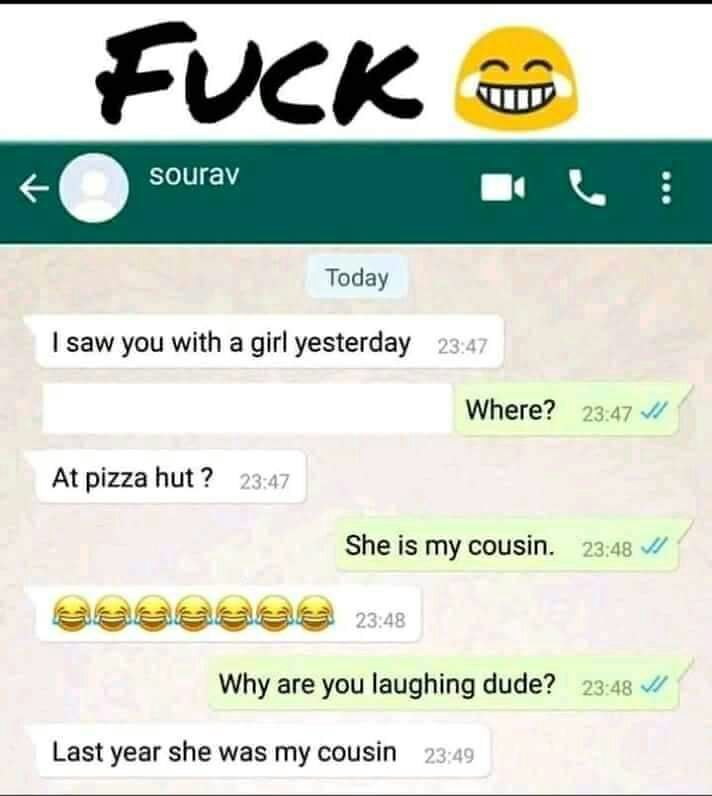 FUCK 😂
sourav
Today
I saw you with a girl yesterday 23:47
Where? 23:47
At pizza hut ? 23:47
She is my cousin. 23:48
😂😂😂😂😂😂😂 23:48
Why are you laughing dude? 23:48
Last year she was my cousin 23:49